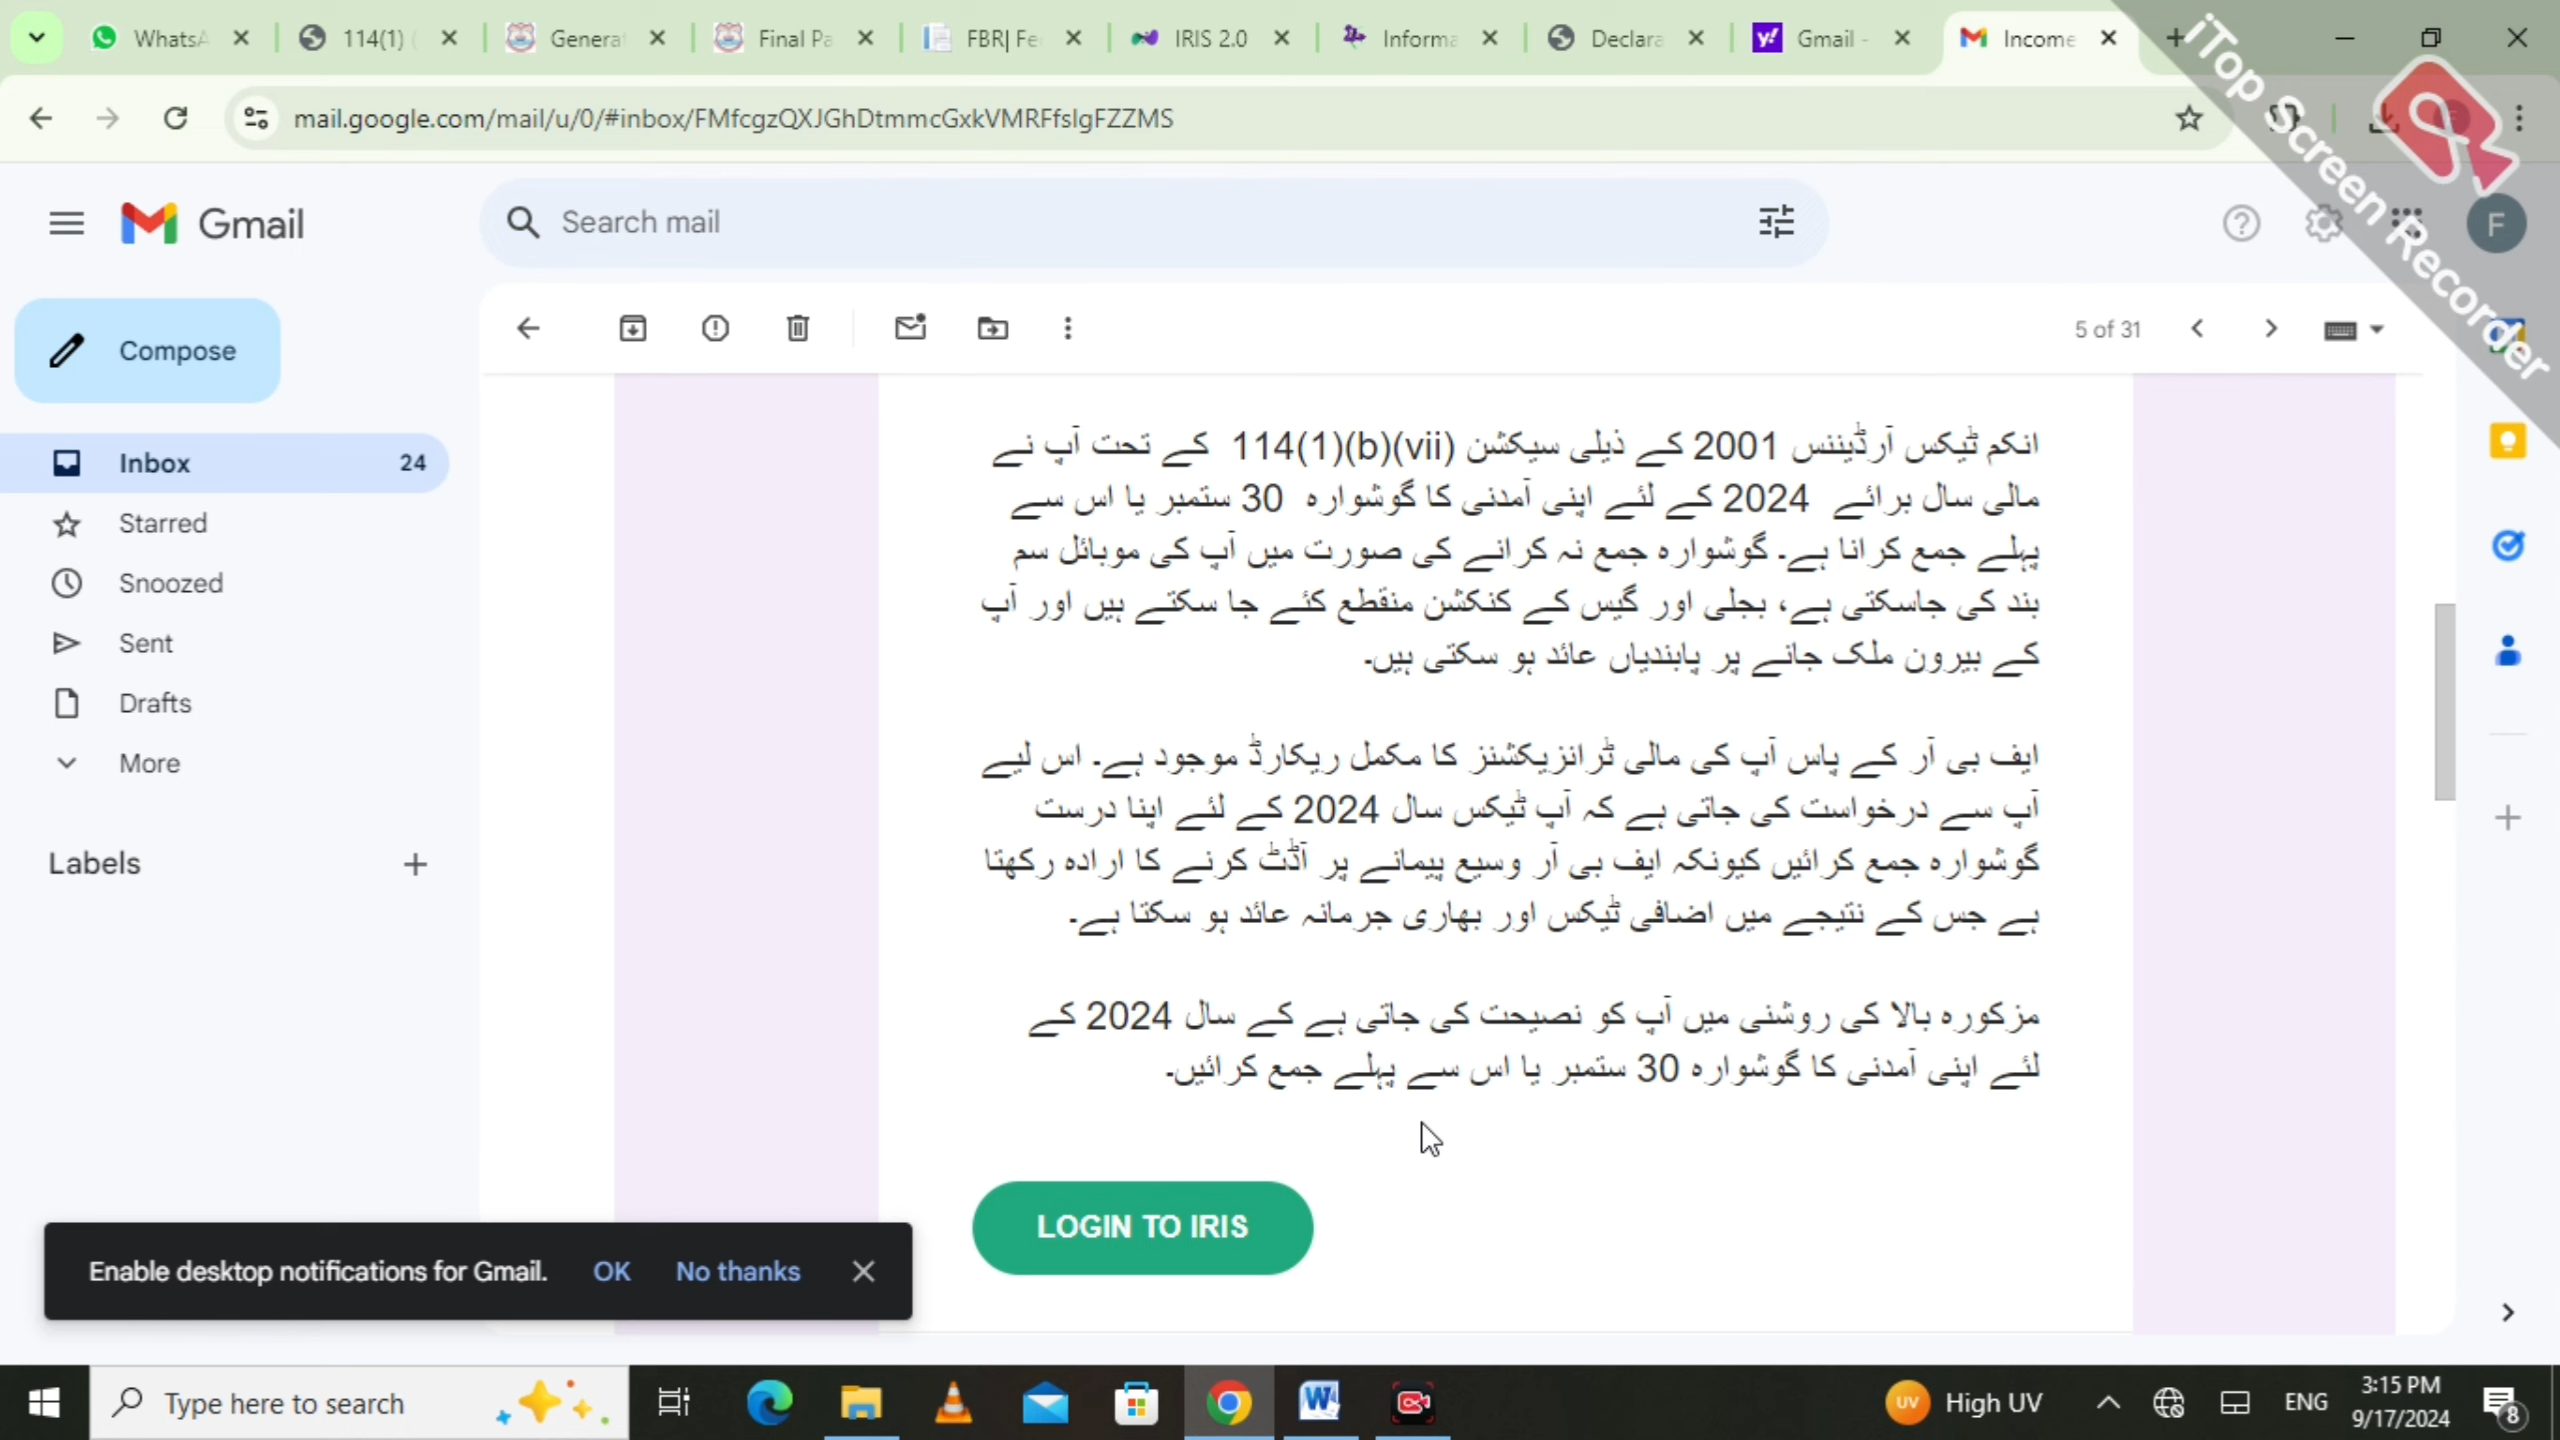 WhatsA
114(1) (
Genera
Final Pa
FBR| Fe
IRIS 2.0
Informa
Declara
Gmail -
Income
mail.google.com/mail/u/0/#inbox/FMfcgzQXJGhDtmmcGxkVMRFfslgFZZMS
iTop Screen Recorder
Gmail
Search mail
F
Compose
5 of 31
Inbox 24
Starred
Snoozed
Sent
Drafts
More
Labels
انکم ٹیکس آرڈیننس 2001 کے ذیلی سیکشن 114(1)(b)(vii) کے تحت آپ نے
مالی سال برائے 2024 کے لئے اپنی آمدنی کا گوشوارہ 30 ستمبر یا اس سے
پہلے جمع کرانا ہے۔ گوشوارہ جمع نہ کرانے کی صورت میں آپ کی موبائل سم
بند کی جاسکتی ہے، بجلی اور گیس کے کنکشن منقطع کئے جا سکتے ہیں اور آپ
کے بیرون ملک جانے پر پابندیاں عائد ہو سکتی ہیں۔
ایف بی آر کے پاس آپ کی مالی ٹرانزیکشنز کا مکمل ریکارڈ موجود ہے۔ اس لیے
آپ سے درخواست کی جاتی ہے کہ آپ ٹیکس سال 2024 کے لئے اپنا درست
گوشوارہ جمع کرائیں کیونکہ ایف بی آر وسیع پیمانے پر آڈٹ کرنے کا ارادہ رکھتا
ہے جس کے نتیجے میں اضافی ٹیکس اور بھاری جرمانہ عائد ہو سکتا ہے۔
مزکورہ بالا کی روشنی میں آپ کو نصیحت کی جاتی ہے کے سال 2024 کے
لئے اپنی آمدنی کا گوشوارہ 30 ستمبر یا اس سے پہلے جمع کرائیں۔
LOGIN TO IRIS
Enable desktop notifications for Gmail. OK No thanks
Type here to search
UV High UV
ENG
3:15 PM
9/17/2024
8